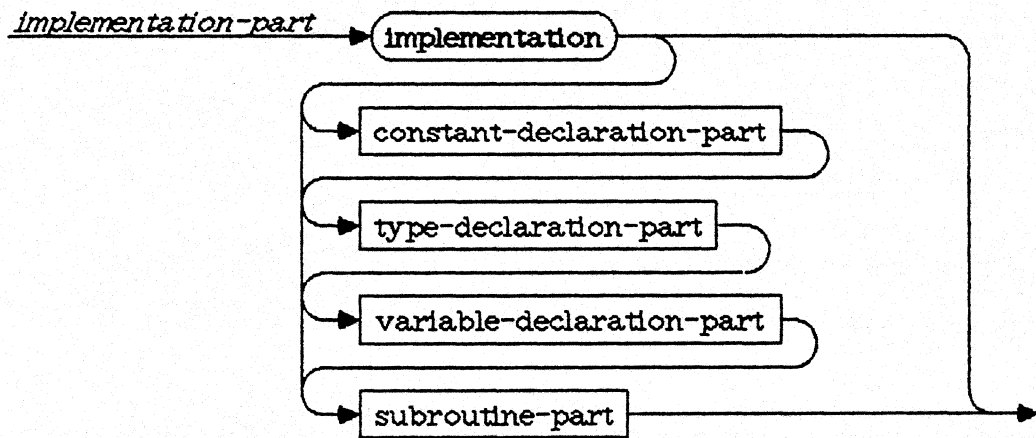 implementation-part
implementation
constant-declaration-part
type-declaration-part
variable-declaration-part
subroutine-part